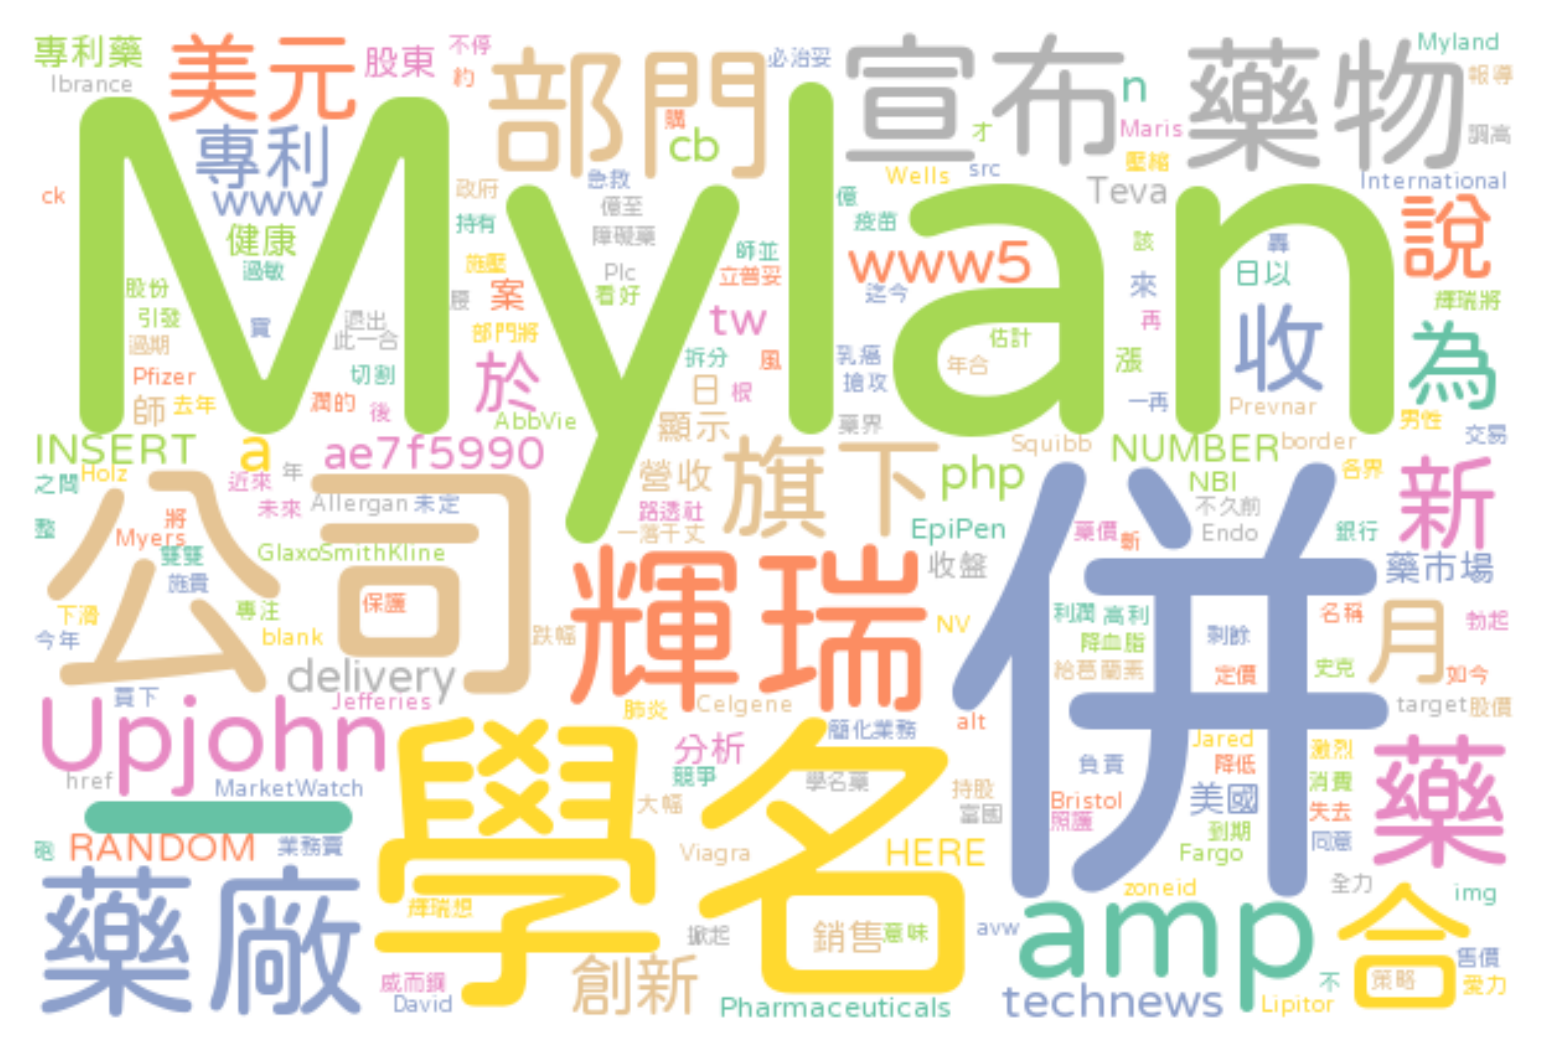 專利藥
Ibrance
美元
股東
不停
約
部門
必治妥
宣布
藥物
Myland
報導
調高
Mylan
專利
www
ck
健康
過敏
購
cb
n
才
Maris
壓縮
Wells
src
Teva
International
政府
持有
急救
億至
障礙藥
億
疫苗
師並
立普妥
www5
迄今
該
來
再
日以
說
收
為
輝瑞將
股份
引發
過期
退出
此一合
施壓
腰
案
部門將
Plc
看好
tw
拆分
風
估計
漲
Pfizer
師
去年
切割
潤的
後
於
AbbVie
日
根
顯示
乳癌
搶攻
藥界
年合
一再
Prevnar
男性
交易
INSERT
a
ae7f5990
Holz
之間
年
近來
未來
Allergan
未定
營收
路透社
一落千丈
旗下
php
Squibb
NUMBER
border
NBI
各界
新
整
將
Myers
雙雙
施貴
GlaxoSmithKline
公司
保護
EpiPen
收盤
不久前
Endo
藥價
銀行
藥市場
下滑
今年
專注
blank
跌幅
輝瑞
NV
併
利潤
高利
降血脂
給葛蘭素
剩餘
定價
名稱
史克
月
勃起
如今
delivery
買下
Jefferies
肺炎
Celgene
alt
target
股價
Upjohn
href
MarketWatch
學名
分析
競爭
簡化業務
學名藥
大幅
持股
富國
負責
Jared
降低
激烈
消費
失去
同意
藥
美國
Bristol
照護
到期
Fargo
砲
RANDOM
業務賣
Viagra
HERE
zoneid
全力
img
藥廠
輝瑞想
掀起
銷售
意味
avw
amp
合
售價
策略
愛力
威而鋼
David
創新
Pharmaceuticals
technews
Lipitor
不